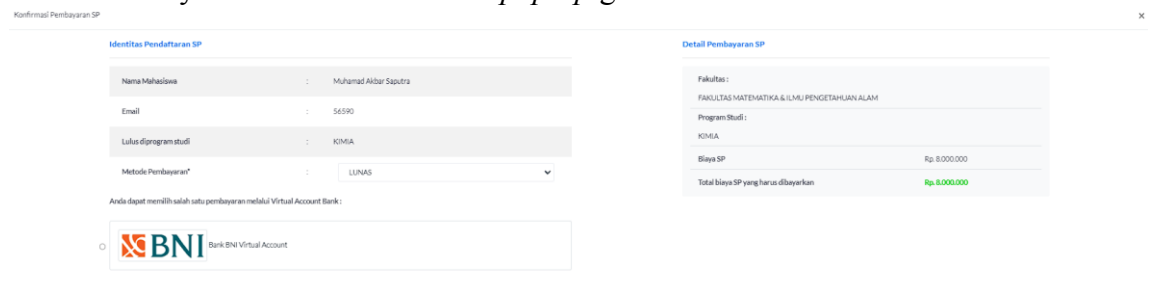 Konfirmasi Pembayaran SP
×
Identitas Pendaftaran SP
Nama Mahasiswa : Muhamad Akbar Saputra
Email : 56590
Lulus diprogram studi : KIMIA
Metode Pembayaran* : LUNAS
Anda dapat memilih salah satu pembayaran melalui Virtual Account Bank :
BNI Bank BNI Virtual Account
Detail Pembayaran SP
Fakultas :
FAKULTAS MATEMATIKA & ILMU PENGETAHUAN ALAM
Program Studi :
KIMIA
Biaya SP Rp. 8.000.000
Total biaya SP yang harus dibayarkan Rp. 8.000.000